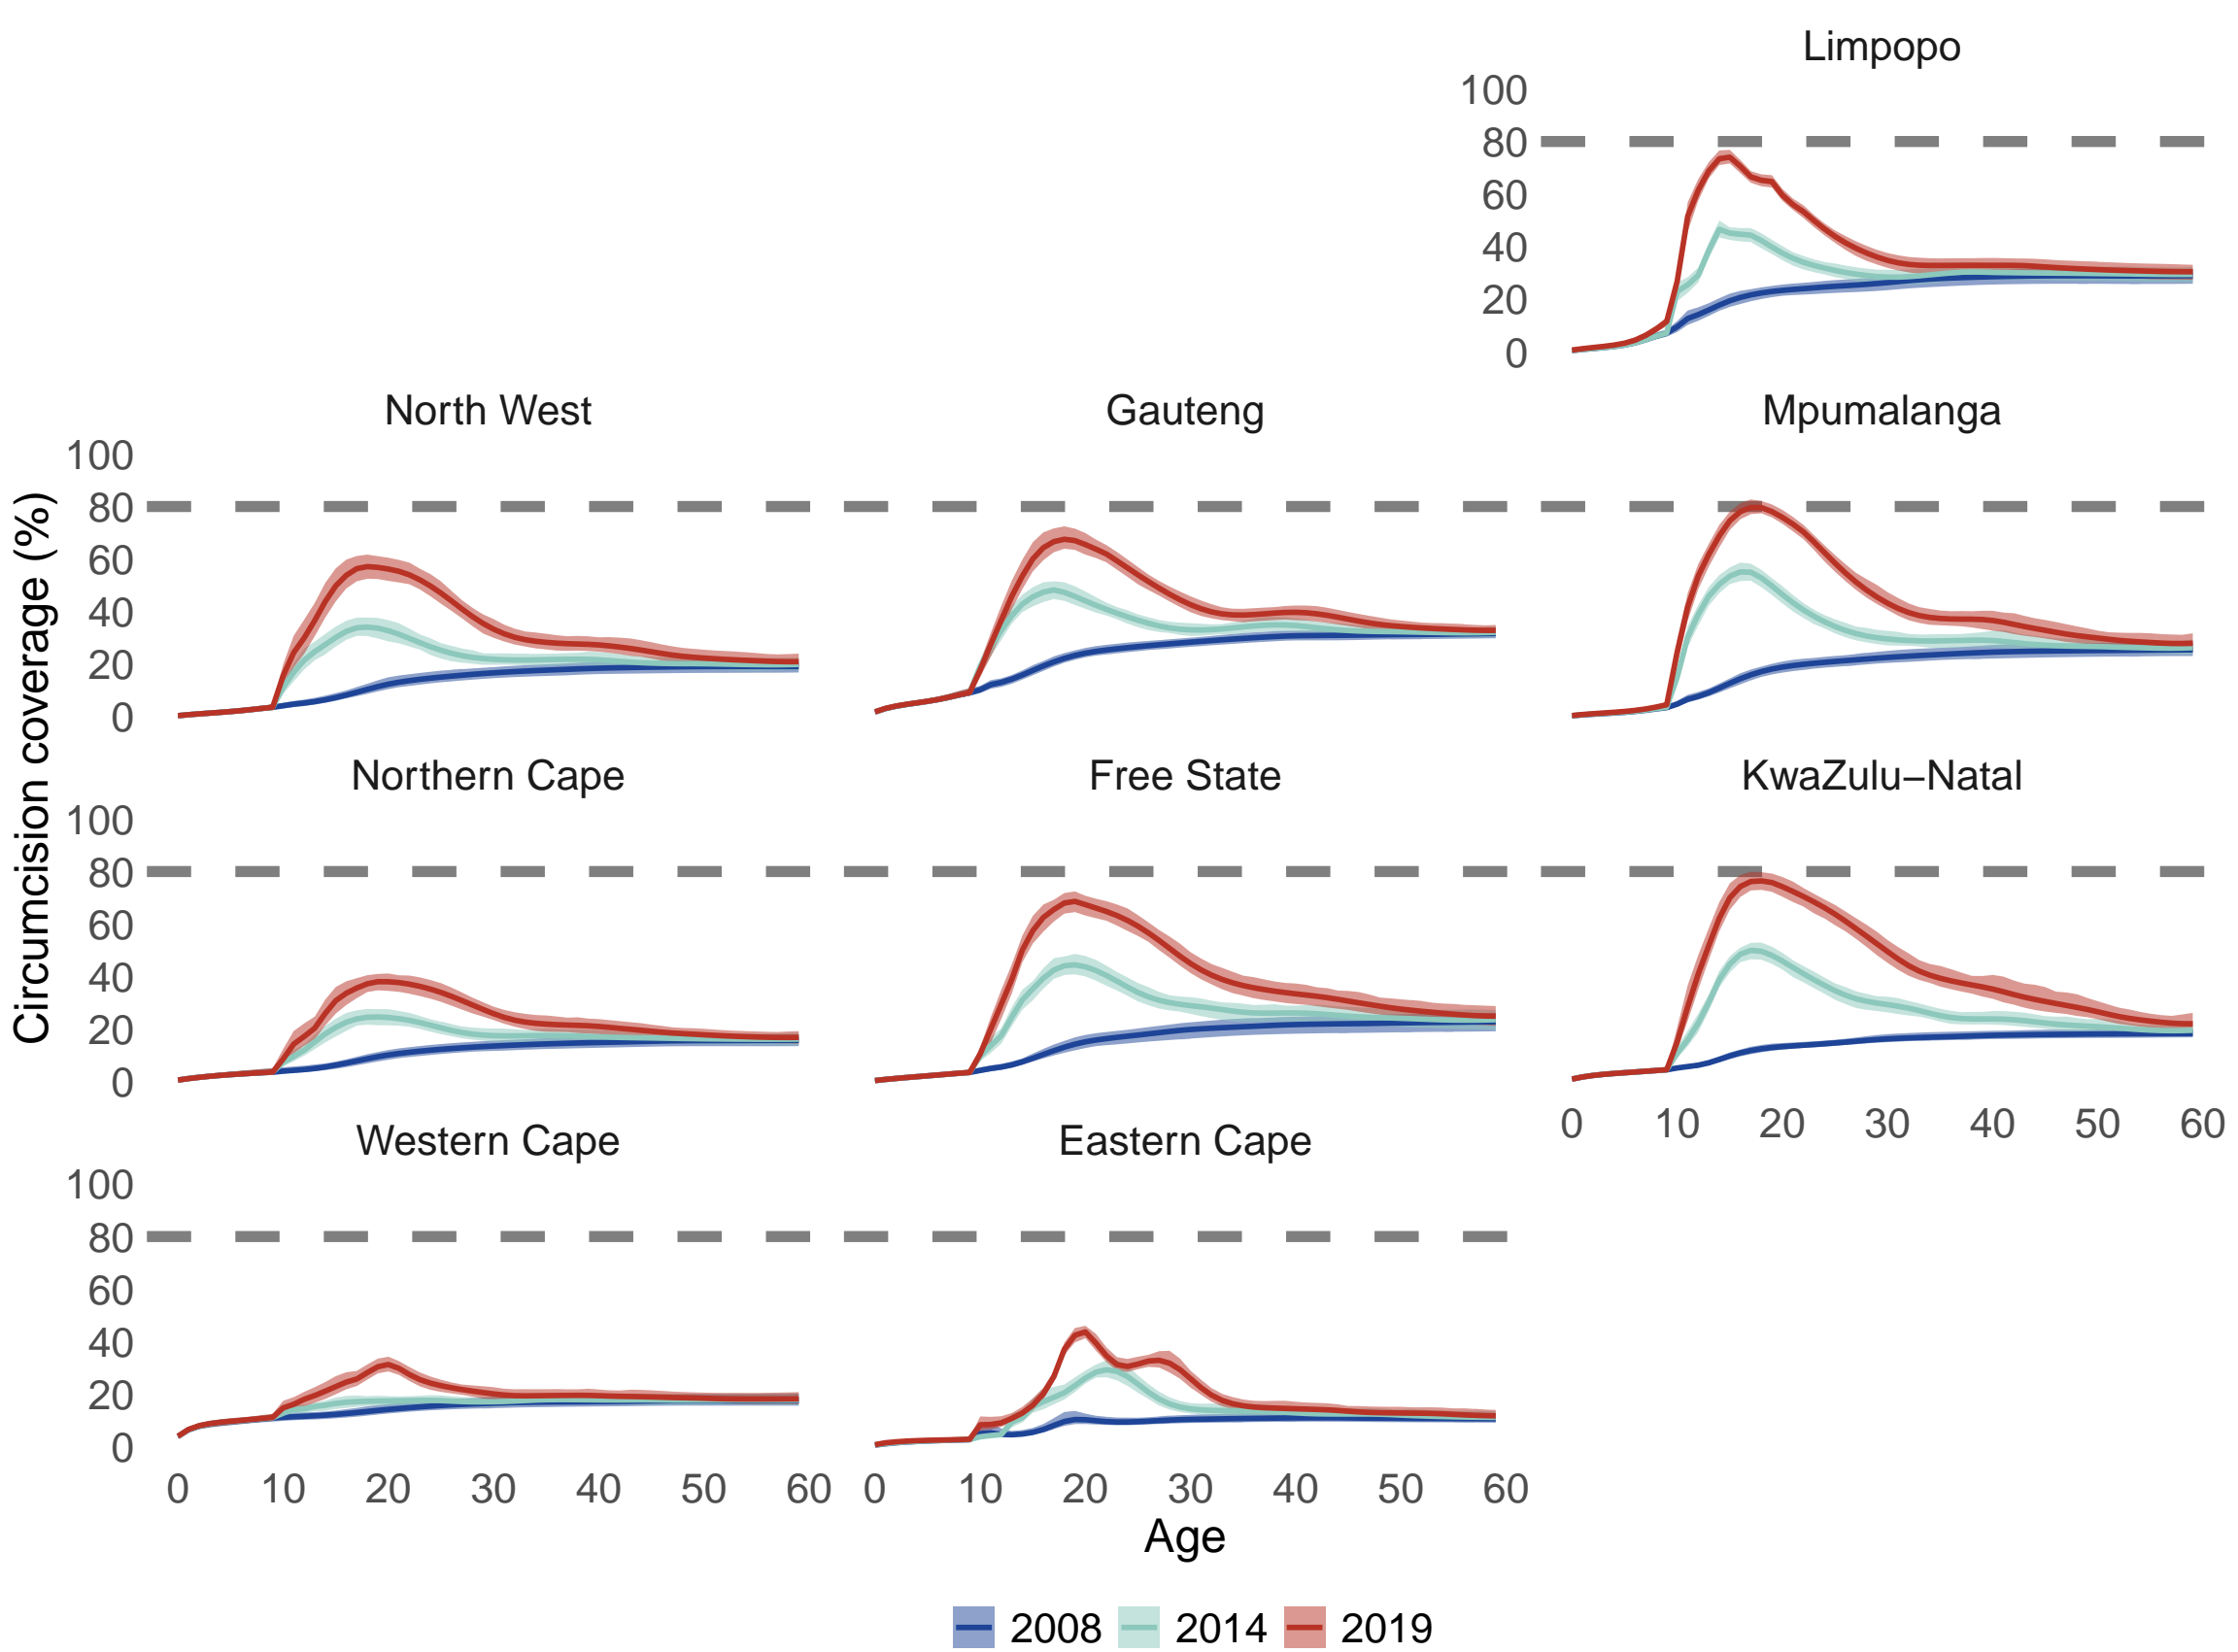 Limpopo
100
80
60
40
20
0
North West
Gauteng
Mpumalanga
100
80
60
40
20
0
Northern Cape
Free State
KwaZulu−Natal
100
80
60
40
20
0
0 10 20 30 40 50 60
Western Cape
Eastern Cape
100
80
60
40
20
0
0 10 20 30 40 50 60
0 10 20 30 40 50 60
Circumcision coverage (%)
Age
2008 2014 2019